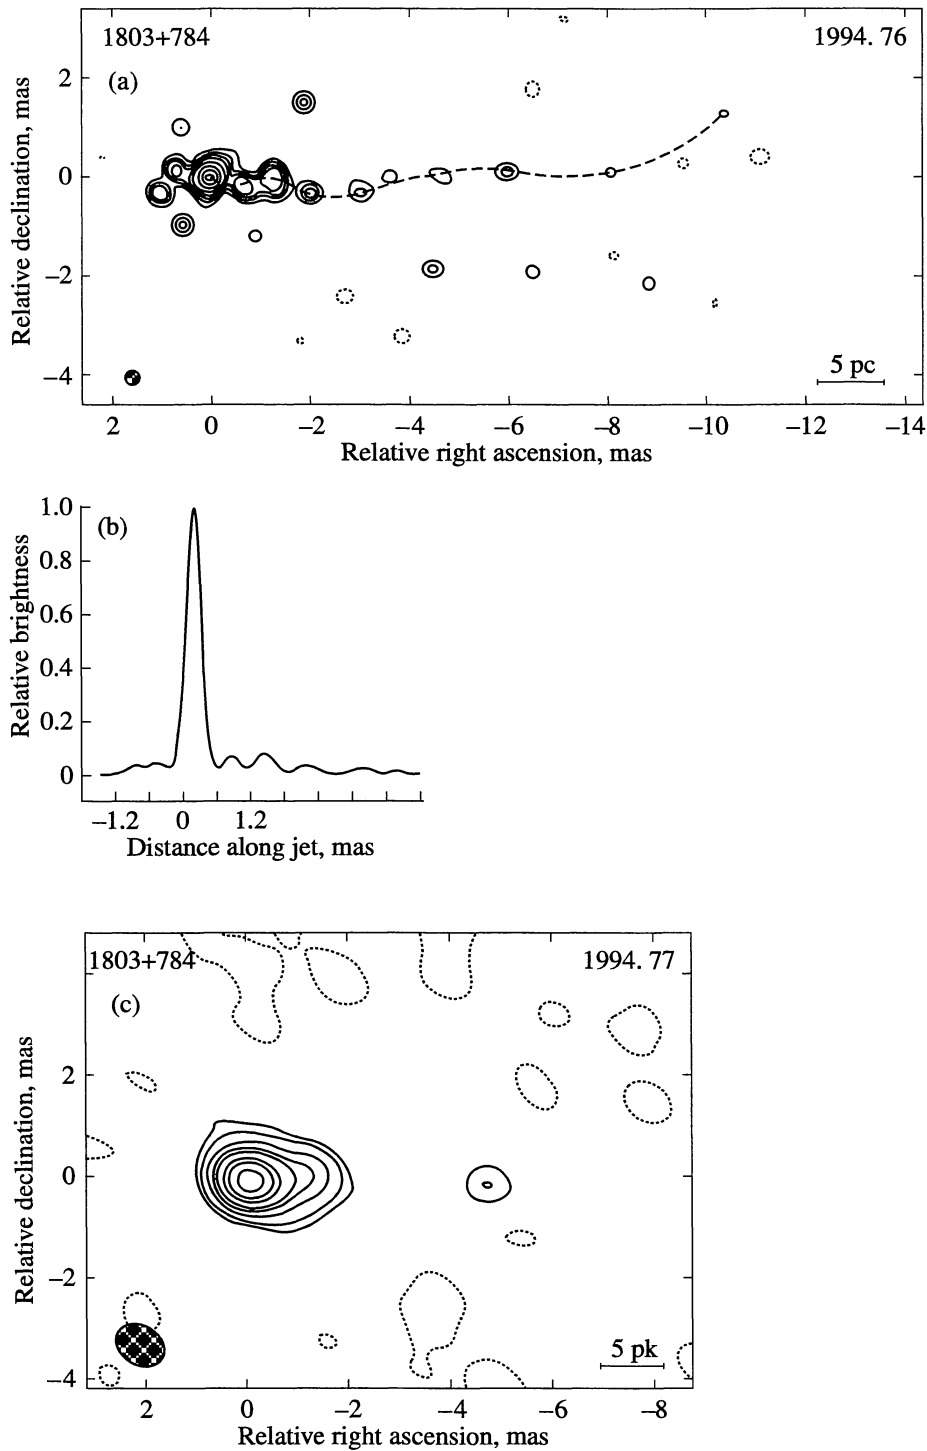 1803+784 1994. 76
(a)
Relative declination, mas
2
0
−2
−4
5 pc
2 0 −2 −4 −6 −8 −10 −12 −14
Relative right ascension, mas
(b)
Relative brightness
1.0
0.8
0.6
0.4
0.2
0
−1.2 0 1.2
Distance along jet, mas
1803+784 1994. 77
(c)
Relative declination, mas
2
0
−2
−4
5 pk
2 0 −2 −4 −6 −8
Relative right ascension, mas